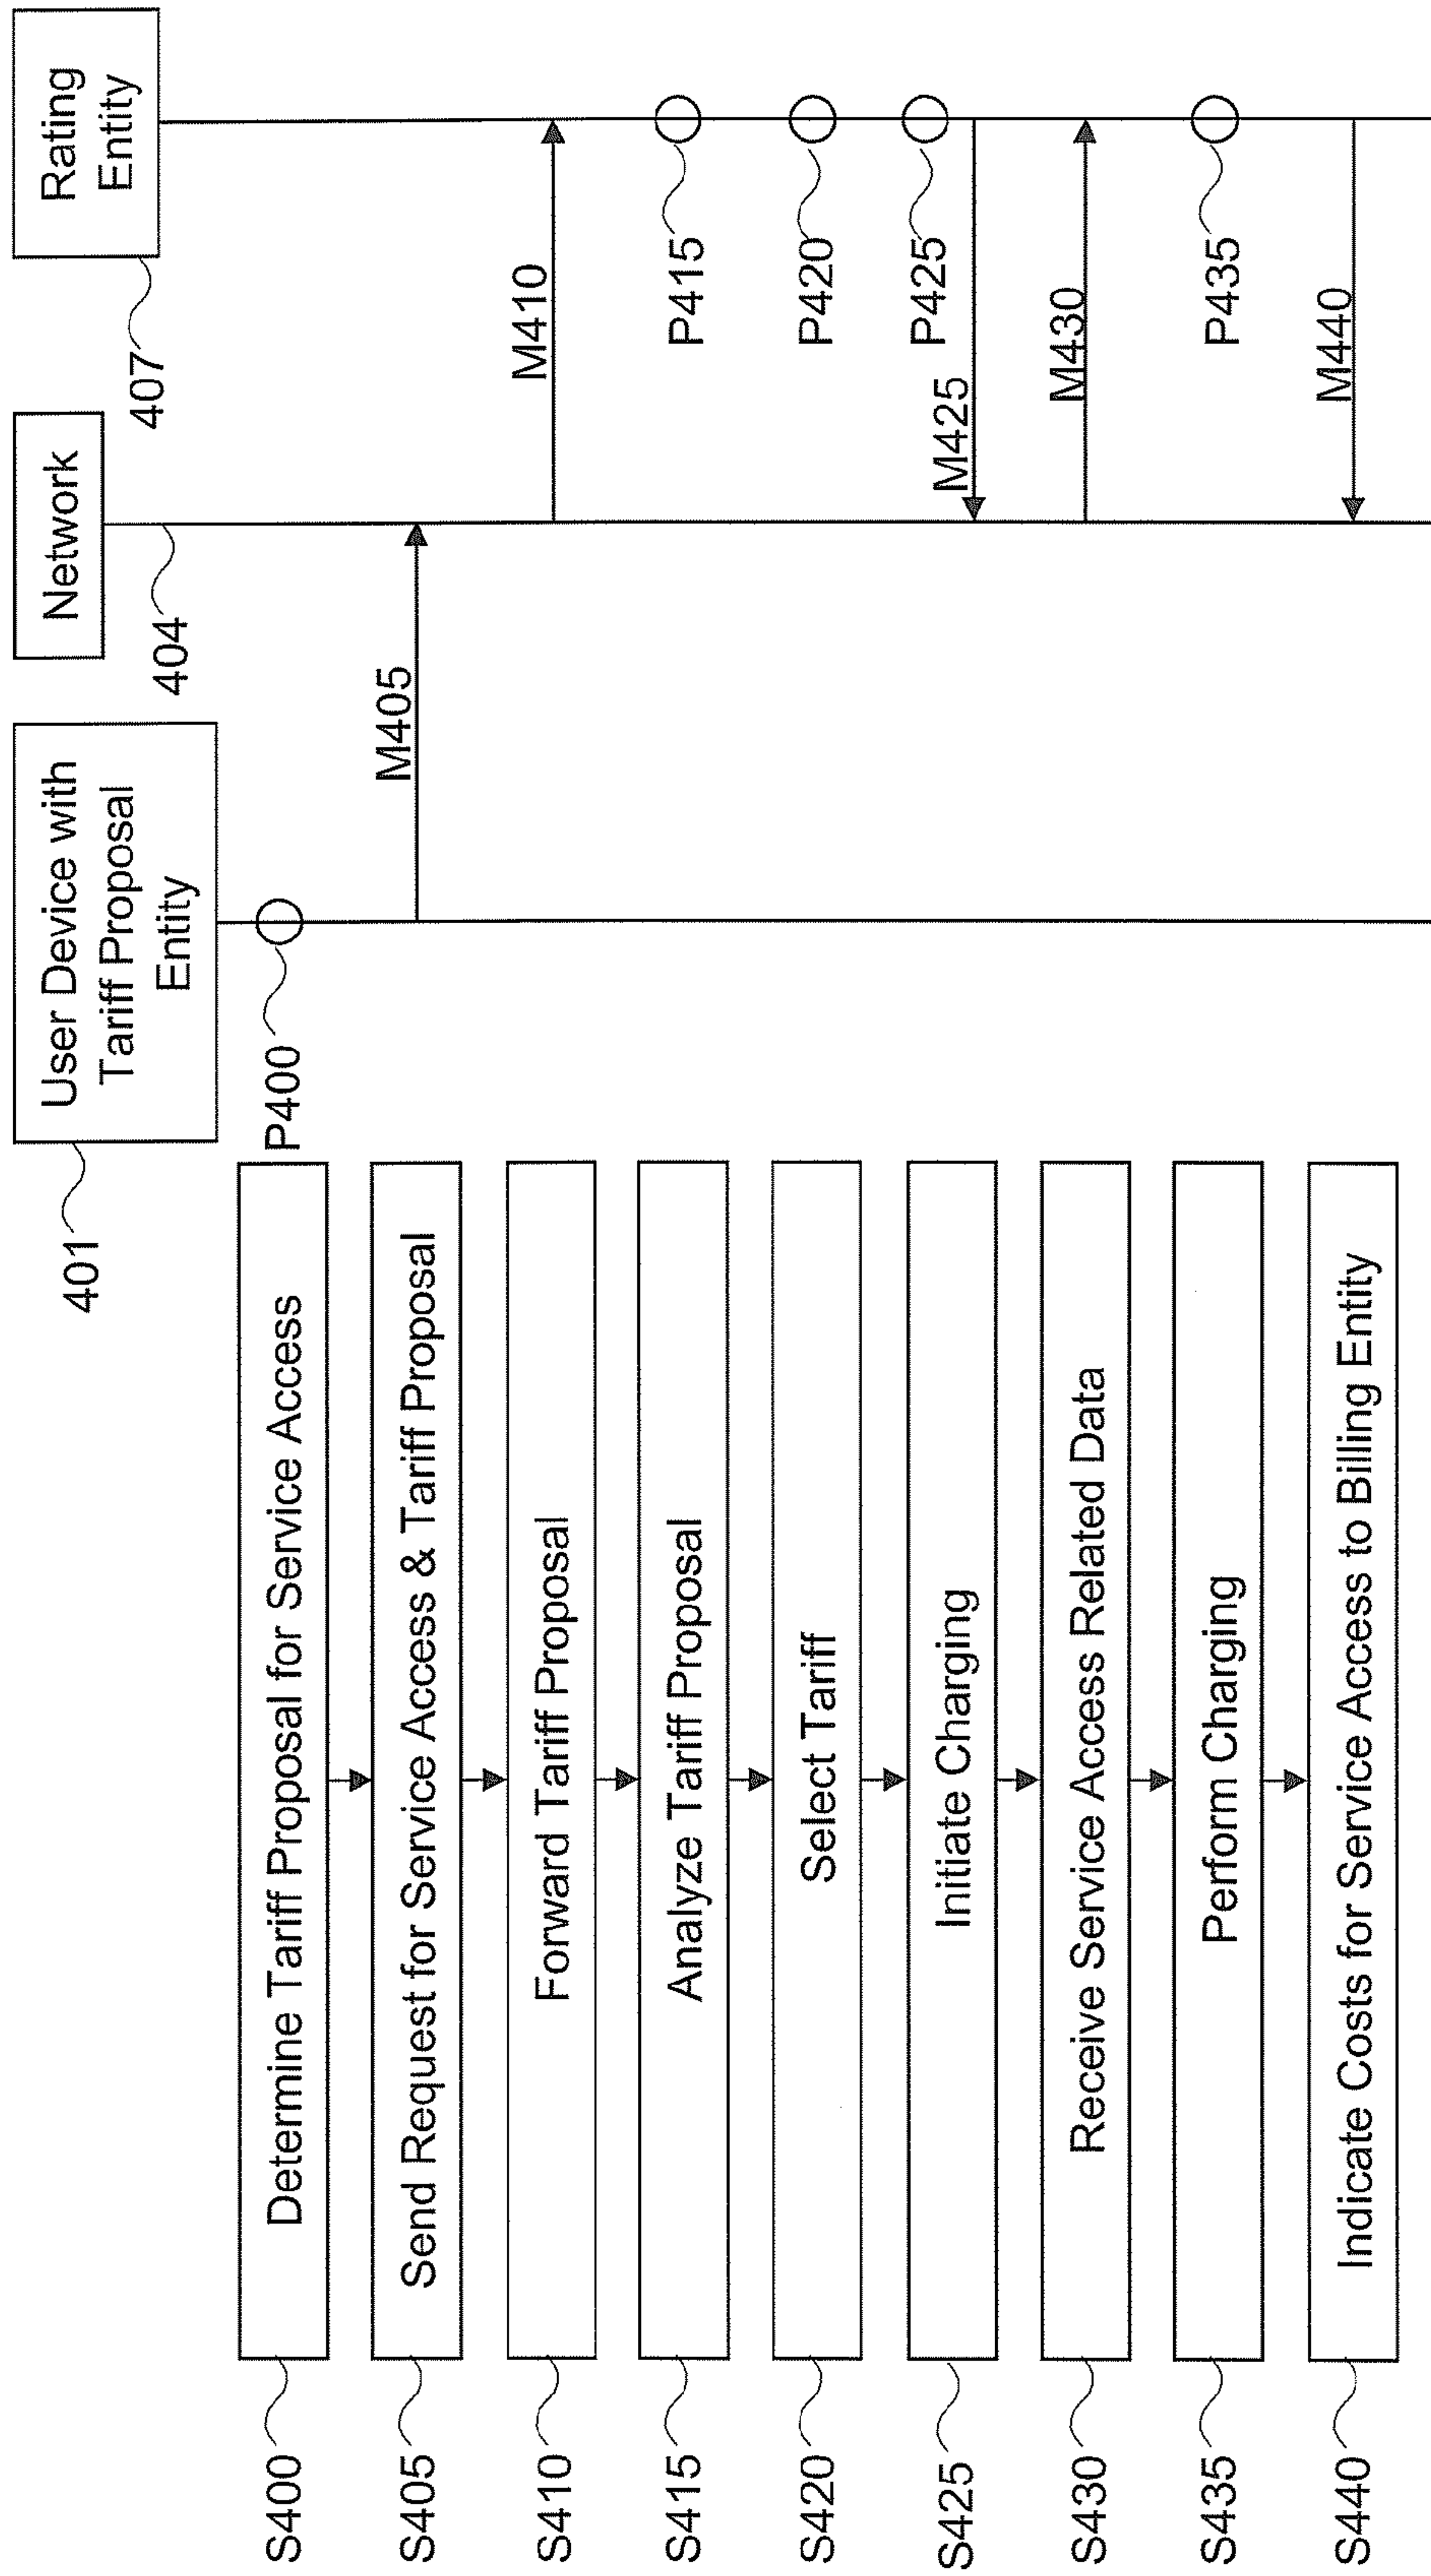 User Device with
Tariff Proposal
Entity
401
Network
404
Rating
Entity
407
S400
Determine Tariff Proposal for Service Access
P400
S405
Send Request for Service Access & Tariff Proposal
M405
S410
Forward Tariff Proposal
M410
S415
Analyze Tariff Proposal
P415
S420
Select Tariff
P420
S425
Initiate Charging
P425
M425
S430
Receive Service Access Related Data
M430
S435
Perform Charging
P435
S440
Indicate Costs for Service Access to Billing Entity
M440